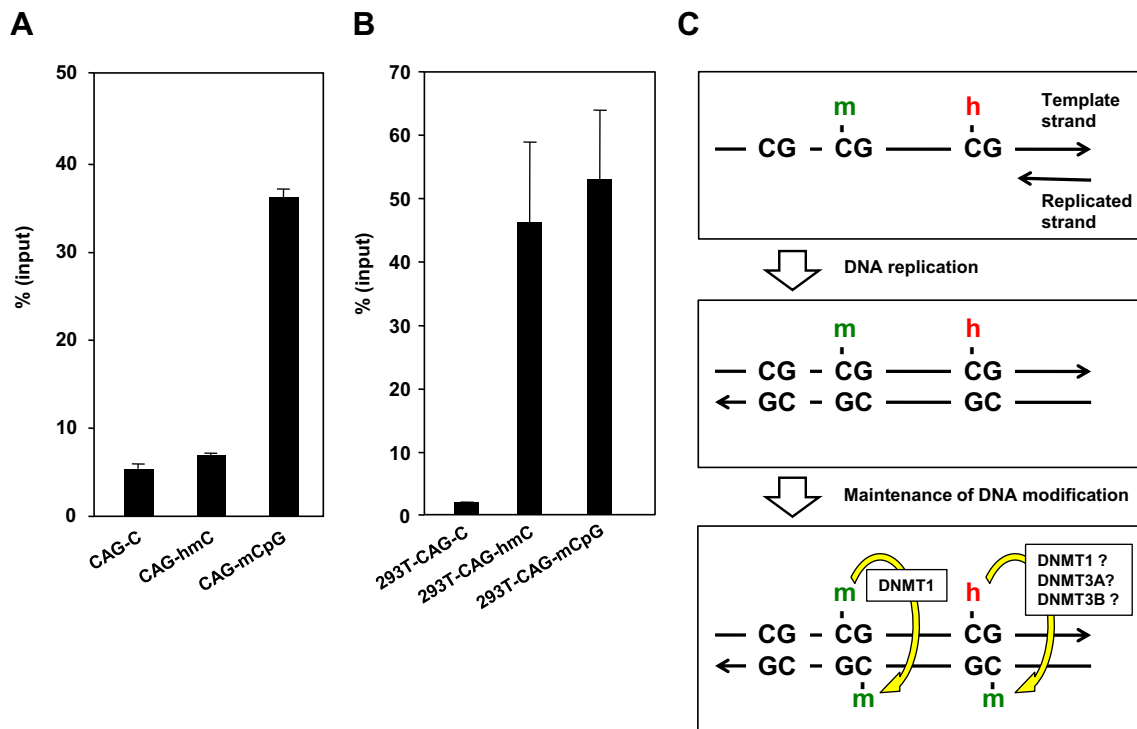 A
% (input)
50
40
30
20
10
0
CAG-C
CAG-hmC
CAG-mCpG
B
% (input)
70
60
50
40
30
20
10
0
293T-CAG-C
293T-CAG-hmC
293T-CAG-mCpG
C
m h Template
strand
CG CG CG
Replicated
strand
DNA replication
m h
CG CG CG
GC GC GC
Maintenance of DNA modification
m DNMT1 h DNMT1 ?
DNMT3A?
DNMT3B ?
CG CG CG
GC GC GC
m m